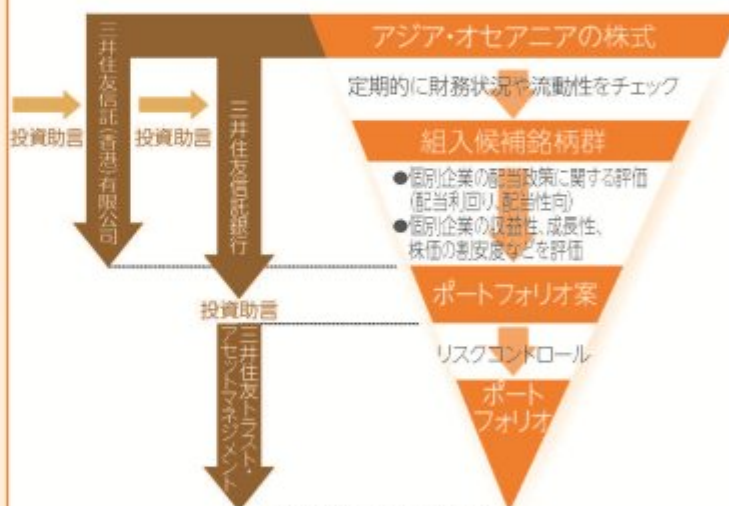 アジア・オセアニアの株式
定期的に財務状況や流動性をチェック
組入候補銘柄群
●個別企業の配当政策に関する評価
(配当利回り、配当性向)
●個別企業の収益性、成長性、
株価の割安度などを評価
ポートフォリオ案
リスクコントロール
ポート
フォリオ
投資助言
三井住友信託(香港)有限公司
投資助言
三井住友信託銀行
投資助言
三井住友トラスト・
アセットマネジメント